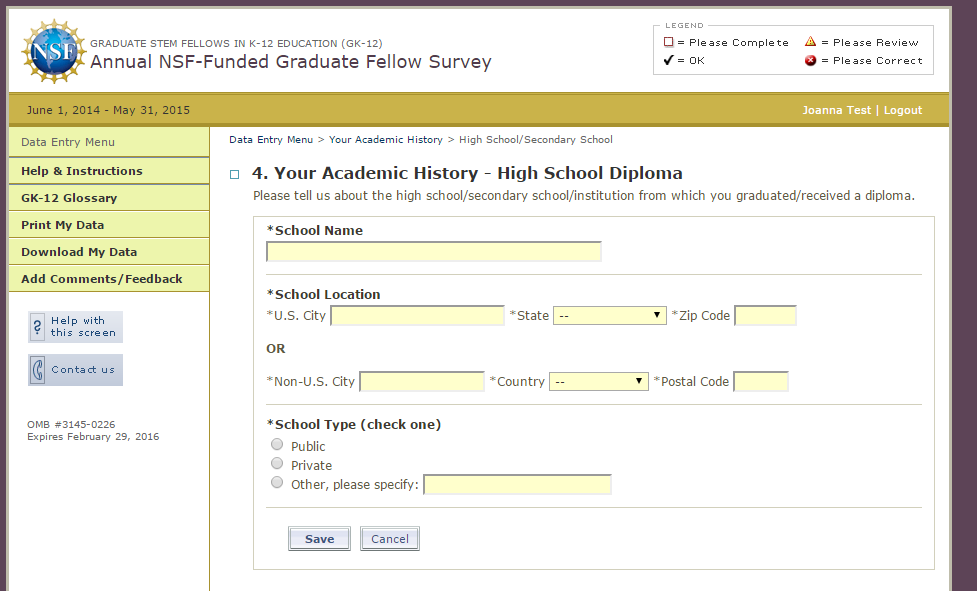 NSF
GRADUATE STEM FELLOWS IN K-12 EDUCATION (GK-12)
Annual NSF-Funded Graduate Fellow Survey
LEGEND
= Please Complete
= Please Review
= OK
= Please Correct
June 1, 2014 - May 31, 2015
Joanna Test | Logout
Data Entry Menu
Help & Instructions
GK-12 Glossary
Print My Data
Download My Data
Add Comments/Feedback
? Help with
this screen
Contact us
OMB #3145-0226
Expires February 29, 2016
Data Entry Menu > Your Academic History > High School/Secondary School
4. Your Academic History - High School Diploma
Please tell us about the high school/secondary school/institution from which you graduated/received a diploma.
*School Name
*School Location
*U.S. City *State -- *Zip Code
OR
*Non-U.S. City *Country -- *Postal Code
*School Type (check one)
Public
Private
Other, please specify:
Save Cancel